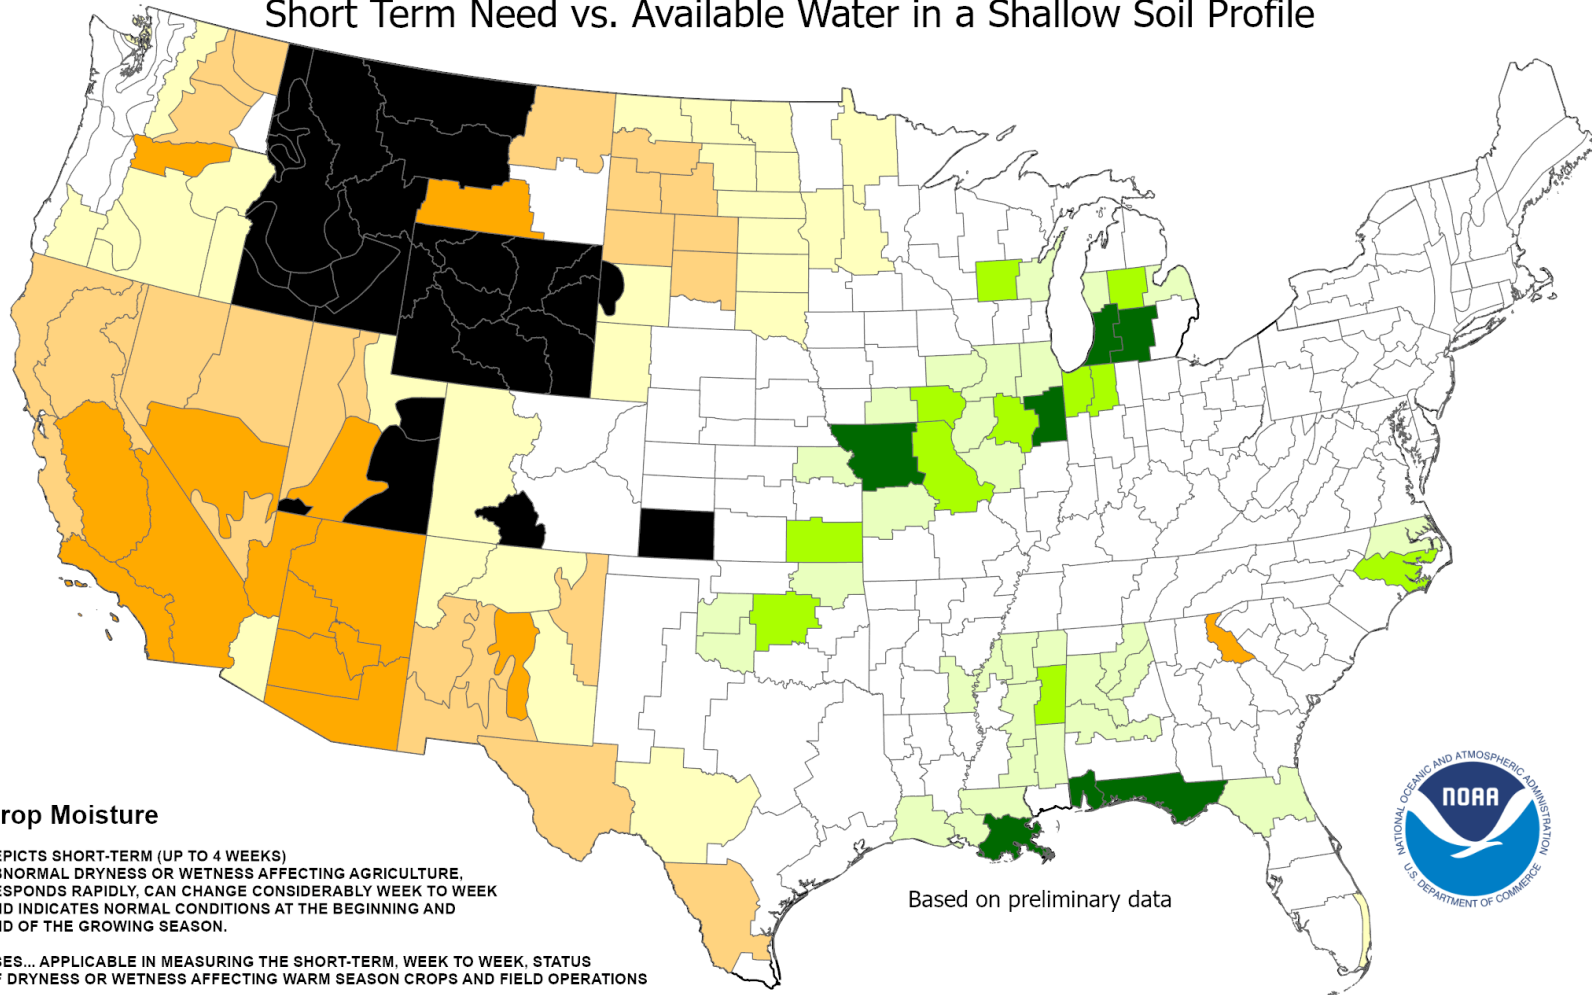 Short Term Need vs. Available Water in a Shallow Soil Profile
rop Moisture
EPICTS SHORT-TERM (UP TO 4 WEEKS)
BNORMAL DRYNESS OR WETNESS AFFECTING AGRICULTURE,
ESPONDS RAPIDLY, CAN CHANGE CONSIDERABLY WEEK TO WEEK
ND INDICATES NORMAL CONDITIONS AT THE BEGINNING AND
ND OF THE GROWING SEASON.
SES... APPLICABLE IN MEASURING THE SHORT-TERM, WEEK TO WEEK, STATUS
F DRYNESS OR WETNESS AFFECTING WARM SEASON CROPS AND FIELD OPERATIONS
Based on preliminary data
NATIONAL OCEANIC AND ATMOSPHERIC ADMINISTRATION
NOAA
U.S. DEPARTMENT OF COMMERCE